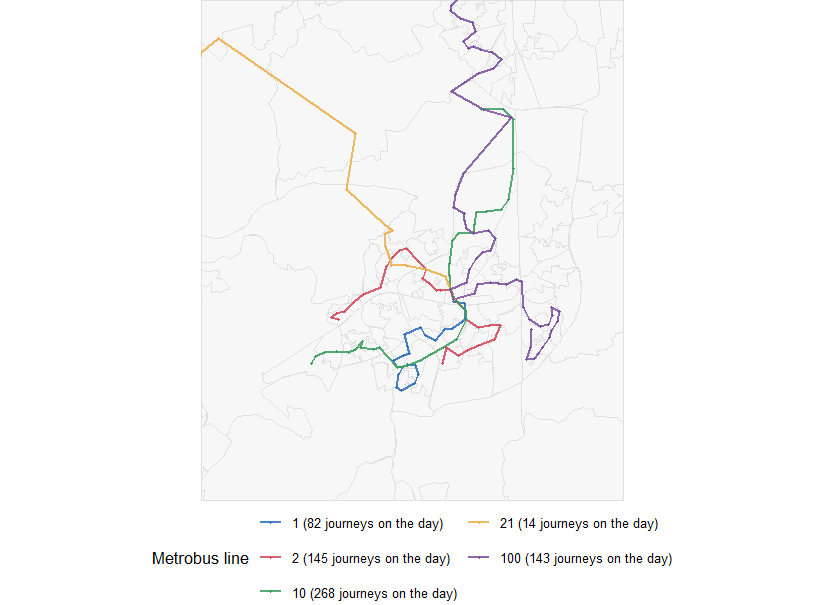 1 (82 journeys on the day) 21 (14 journeys on the day)
Metrobus line 2 (145 journeys on the day) 100 (143 journeys on the day)
10 (268 journeys on the day)